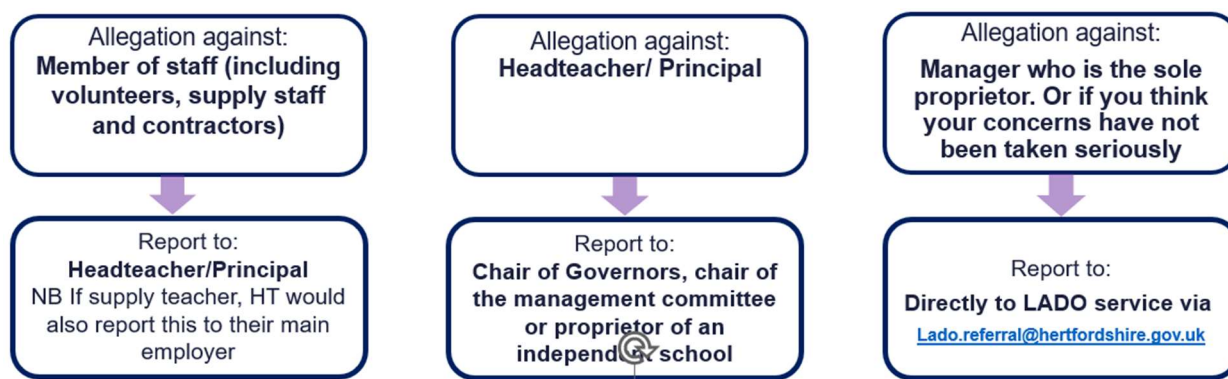 Allegation against:
Member of staff (including
volunteers, supply staff
and contractors)
Report to:
Headteacher/Principal
NB If supply teacher, HT would
also report this to their main
employer
Allegation against:
Headteacher/ Principal
Report to:
Chair of Governors, chair of
the management committee
or proprietor of an
independent school
Allegation against:
Manager who is the sole
proprietor. Or if you think
your concerns have not
been taken seriously
Report to:
Directly to LADO service via
Lado.referral@hertfordshire.gov.uk